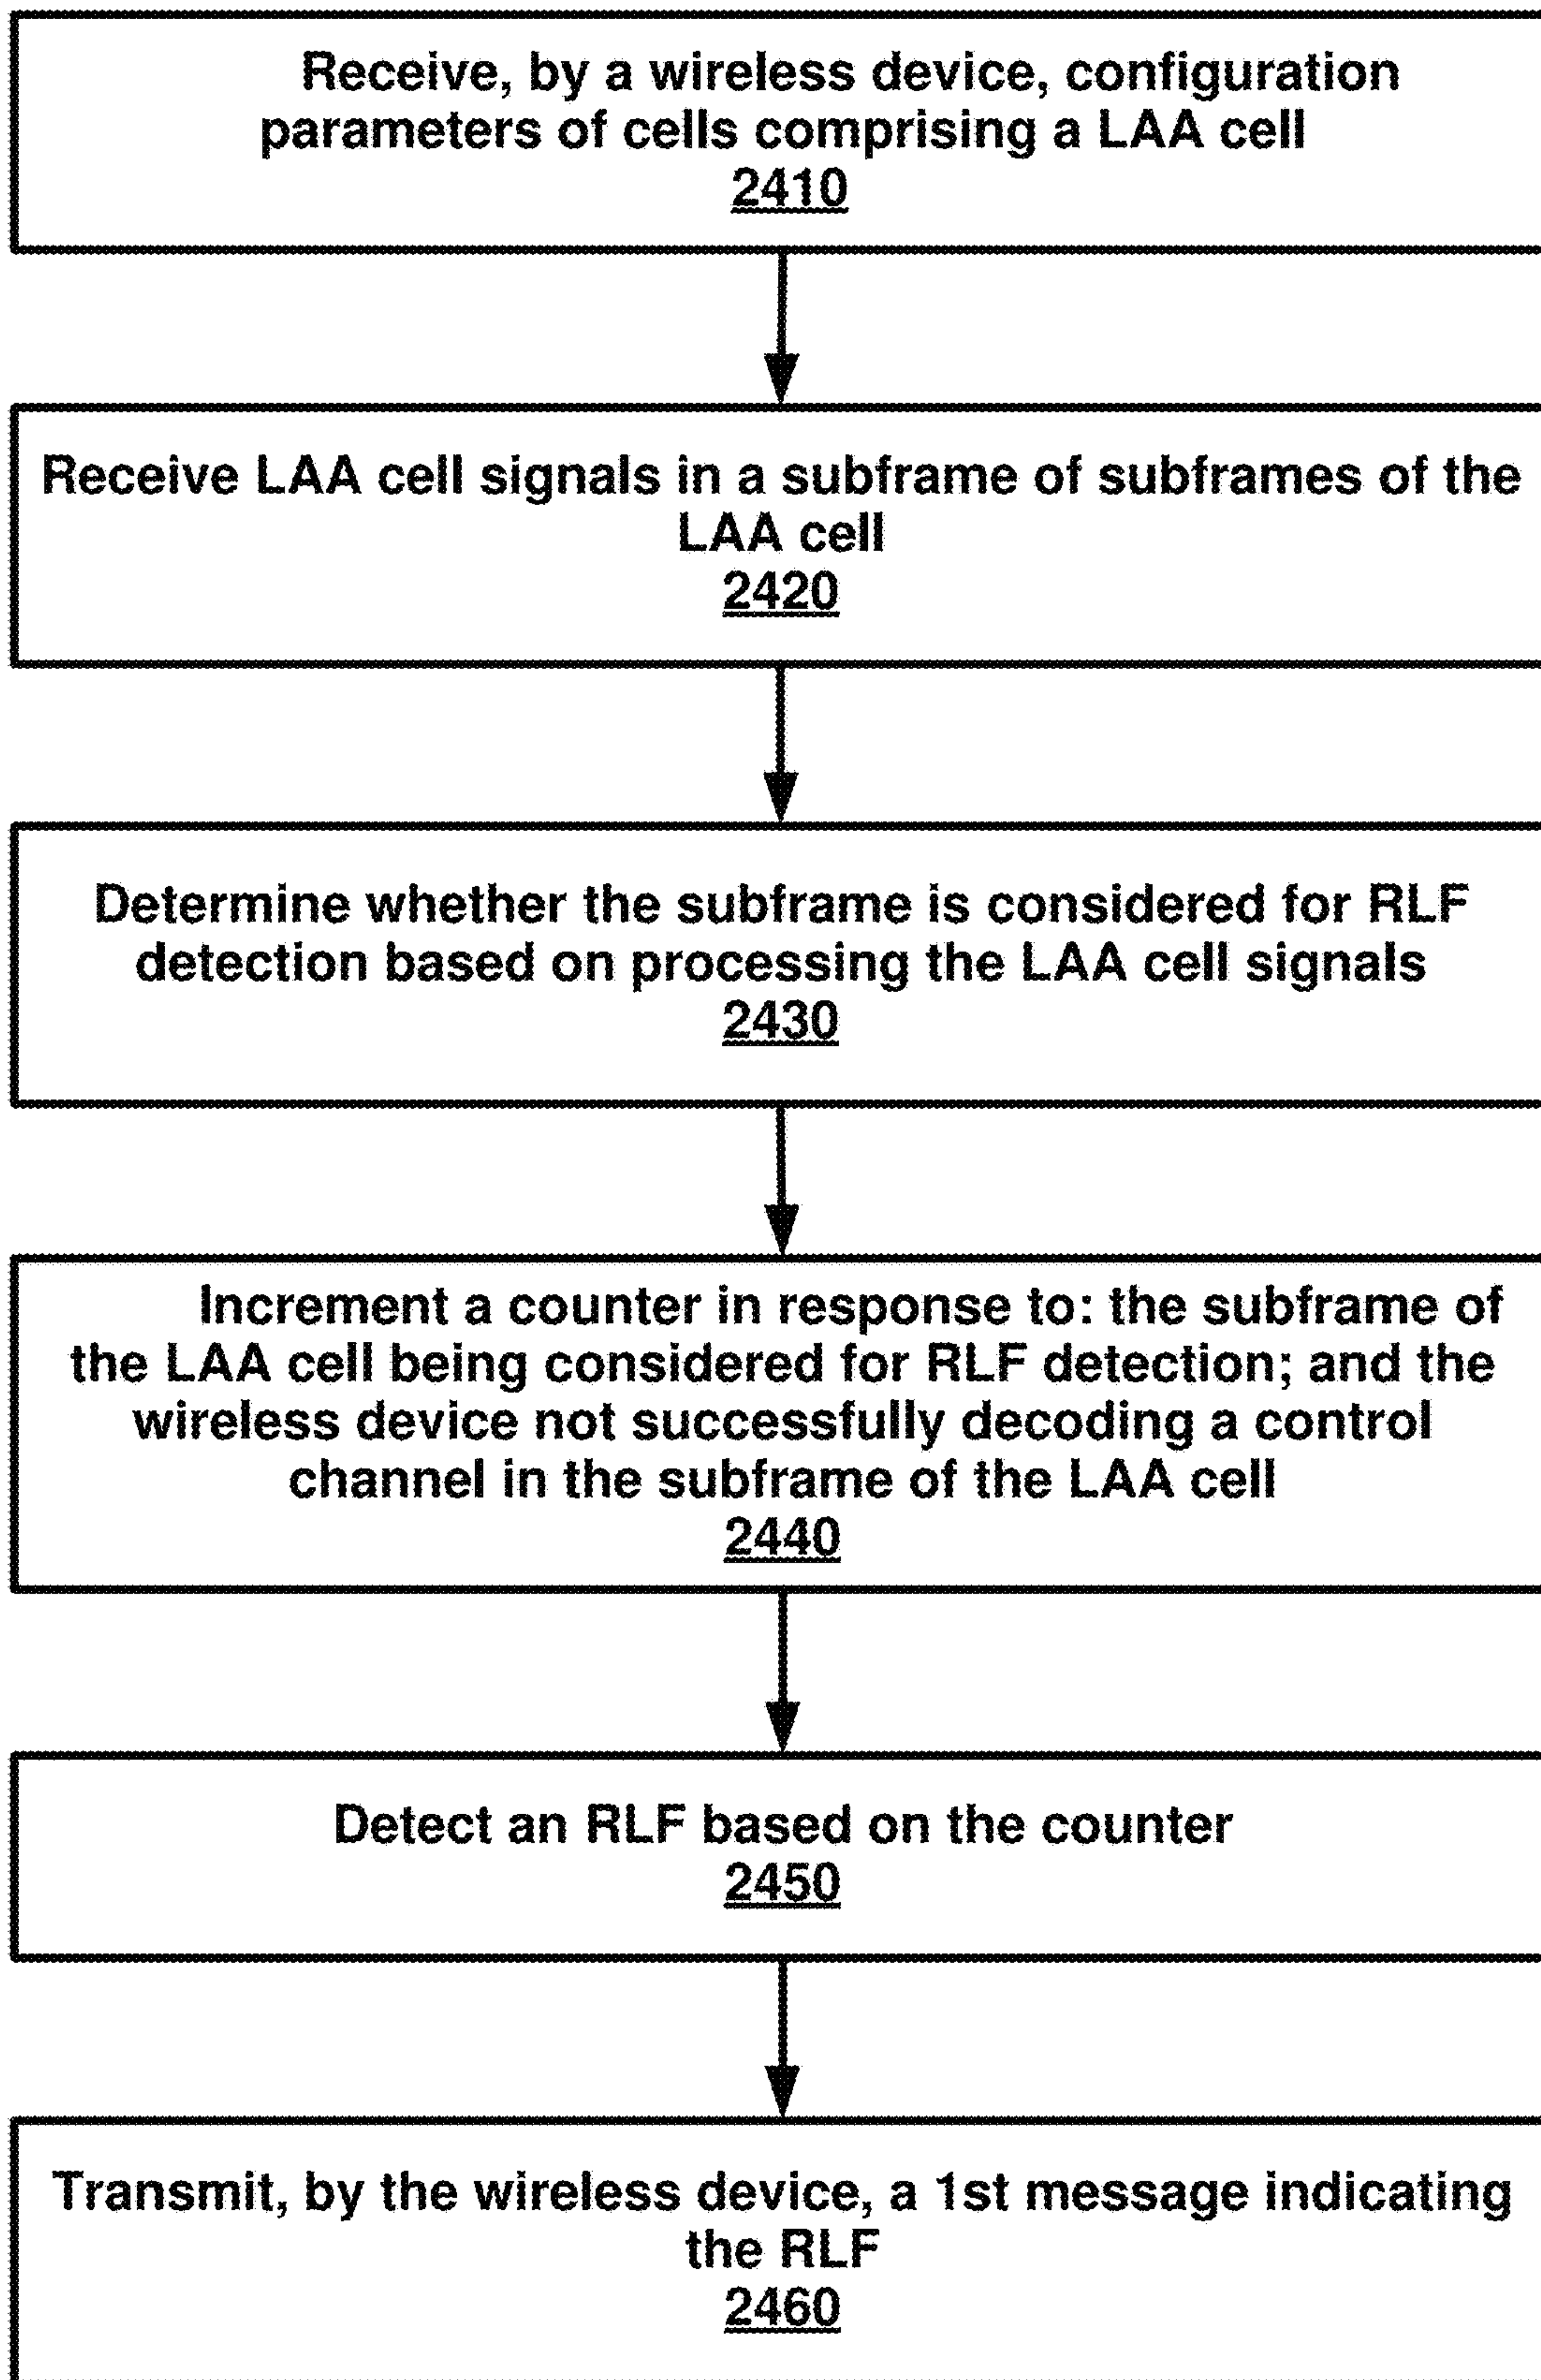 Receive, by a wireless device, configuration
parameters of cells comprising a LAA cell
2410
Receive LAA cell signals in a subframe of subframes of the
LAA cell
2420
Determine whether the subframe is considered for RLF
detection based on processing the LAA cell signals
2430
Increment a counter in response to: the subframe of
the LAA cell being considered for RLF detection; and the
wireless device not successfully decoding a control
channel in the subframe of the LAA cell
2440
Detect an RLF based on the counter
2450
Transmit, by the wireless device, a 1st message indicating
the RLF
2460